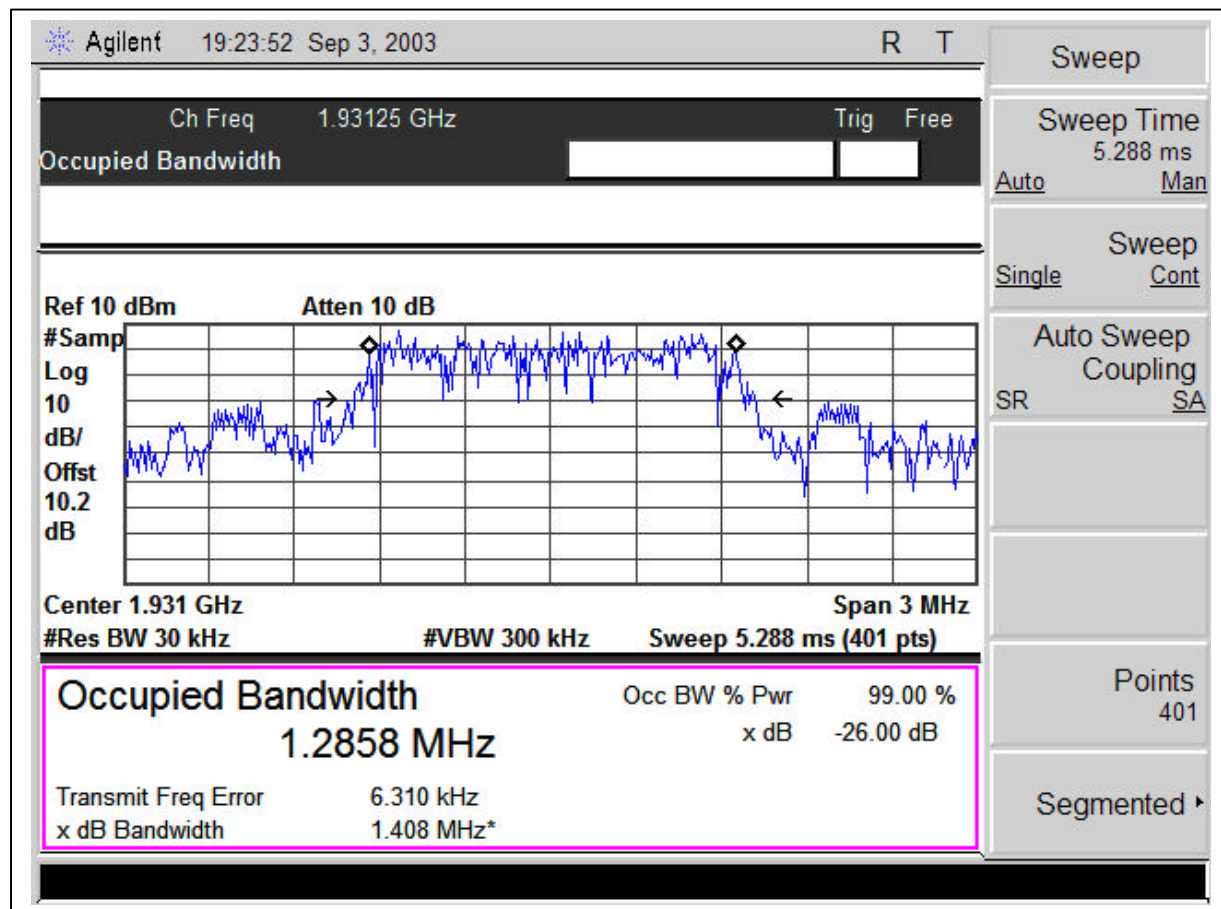 Agilent 19:23:52 Sep 3, 2003 R T
Ch Freq 1.93125 GHz Trig Free
Occupied Bandwidth
Ref 10 dBm Atten 10 dB
#Samp
Log
10
dB/
Offst
10.2
dB
Center 1.931 GHz Span 3 MHz
#Res BW 30 kHz #VBW 300 kHz Sweep 5.288 ms (401 pts)
Occupied Bandwidth Occ BW % Pwr 99.00 %
1.2858 MHz x dB -26.00 dB
Transmit Freq Error 6.310 kHz
x dB Bandwidth 1.408 MHz*
Sweep
Sweep Time
5.288 ms
Auto Man
Sweep
Single Cont
Auto Sweep
Coupling
SR SA
Points
401
Segmented